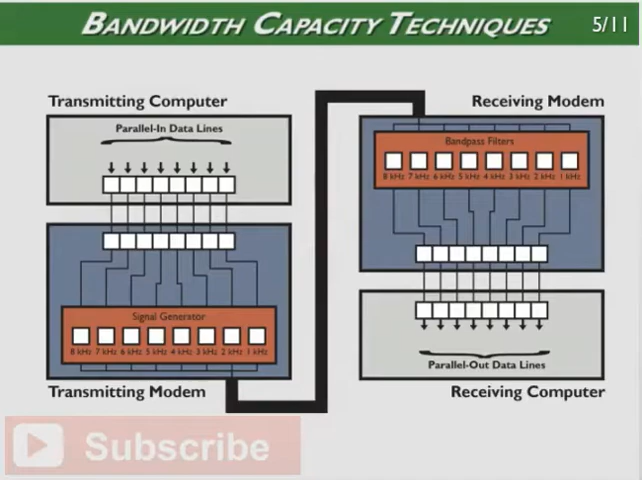 BANDWIDTH CAPACITY TECHNIQUES
5/11
Transmitting Computer
Parallel-In Data Lines
Signal Generator
8 kHz 7 kHz 6 kHz 5 kHz 4 kHz 3 kHz 2 kHz 1 kHz
Transmitting Modem
Receiving Modem
Bandpass Filters
8 kHz 7 kHz 6 kHz 5 kHz 4 kHz 3 kHz 2 kHz 1 kHz
Parallel-Out Data Lines
Receiving Computer
Subscribe